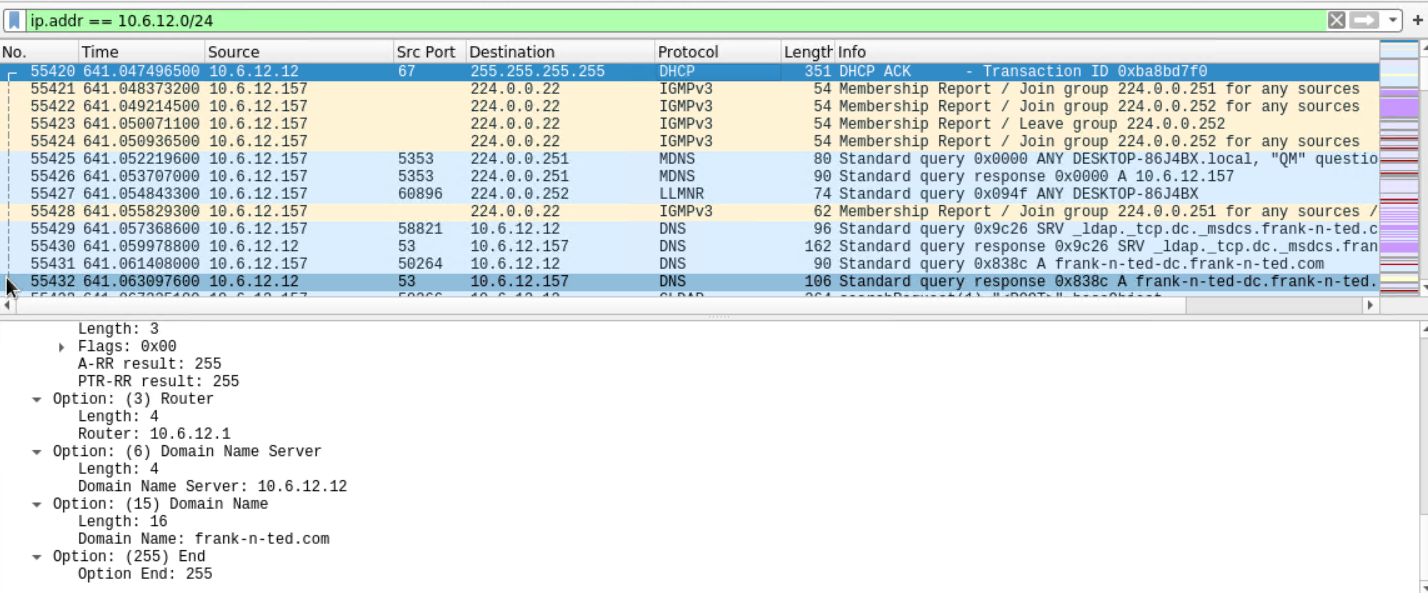 ip.addr == 10.6.12.0/24
No. Time Source Src Port Destination Protocol Length Info
55420 641.047496500 10.6.12.12 67 255.255.255.255 DHCP 351 DHCP ACK - Transaction ID 0xba8bd7f0
55421 641.048373200 10.6.12.157 224.0.0.22 IGMPv3 54 Membership Report / Join group 224.0.0.251 for any sources
55422 641.049214500 10.6.12.157 224.0.0.22 IGMPv3 54 Membership Report / Join group 224.0.0.252 for any sources
55423 641.050071100 10.6.12.157 224.0.0.22 IGMPv3 54 Membership Report / Leave group 224.0.0.252
55424 641.050936500 10.6.12.157 224.0.0.22 IGMPv3 54 Membership Report / Join group 224.0.0.252 for any sources
55425 641.052219600 10.6.12.157 5353 224.0.0.251 MDNS 80 Standard query 0x0000 ANY DESKTOP-86J4BX.local, "QM" questio
55426 641.053707000 10.6.12.157 5353 224.0.0.251 MDNS 90 Standard query response 0x0000 A 10.6.12.157
55427 641.054843300 10.6.12.157 60896 224.0.0.252 LLMNR 74 Standard query 0x094f ANY DESKTOP-86J4BX
55428 641.055829300 10.6.12.157 224.0.0.22 IGMPv3 62 Membership Report / Join group 224.0.0.251 for any sources /
55429 641.057368600 10.6.12.157 58821 10.6.12.12 DNS 96 Standard query 0x9c26 SRV _ldap._tcp.dc._msdcs.frank-n-ted.c
55430 641.059978800 10.6.12.12 53 10.6.12.157 DNS 162 Standard query response 0x9c26 SRV _ldap._tcp.dc._msdcs.fran
55431 641.061408000 10.6.12.157 50264 10.6.12.12 DNS 90 Standard query 0x838c A frank-n-ted-dc.frank-n-ted.com
55432 641.063097600 10.6.12.12 53 10.6.12.157 DNS 106 Standard query response 0x838c A frank-n-ted-dc.frank-n-ted.
Length: 3
Flags: 0x00
A-RR result: 255
PTR-RR result: 255
Option: (3) Router
Length: 4
Router: 10.6.12.1
Option: (6) Domain Name Server
Length: 4
Domain Name Server: 10.6.12.12
Option: (15) Domain Name
Length: 16
Domain Name: frank-n-ted.com
Option: (255) End
Option End: 255